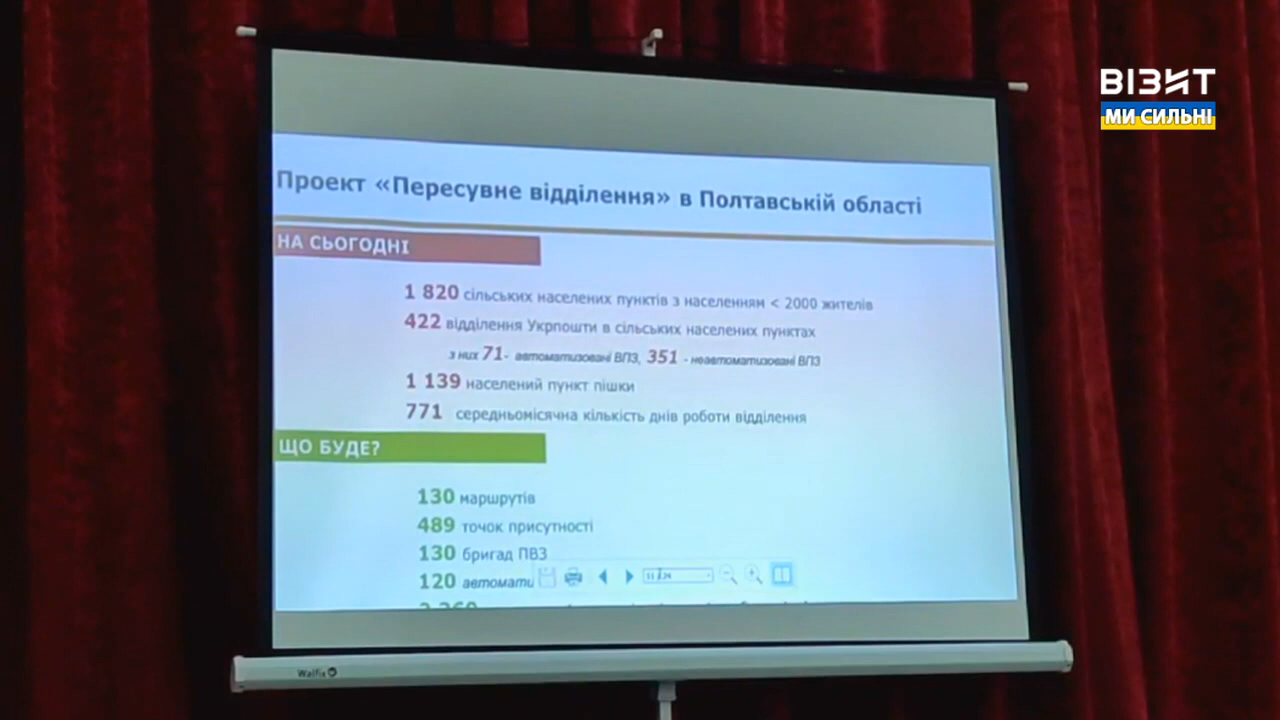 ВІЗИТ
МИ СИЛЬНІ
Проект «Пересувне відділення» в Полтавській області
НА СЬОГОДНІ
1 820 сільських населених пунктів з населенням < 2000 жителів
422 відділення Укрпошти в сільських населених пунктах
з них 71- автоматизовані ВПЗ, 351 - неавтоматизовані ВПЗ
1 139 населений пункт пішки
771 середньомісячна кількість днів роботи відділення
ЩО БУДЕ?
130 маршрутів
489 точок присутності
130 бригад ПВЗ
120 автомати
Walfix